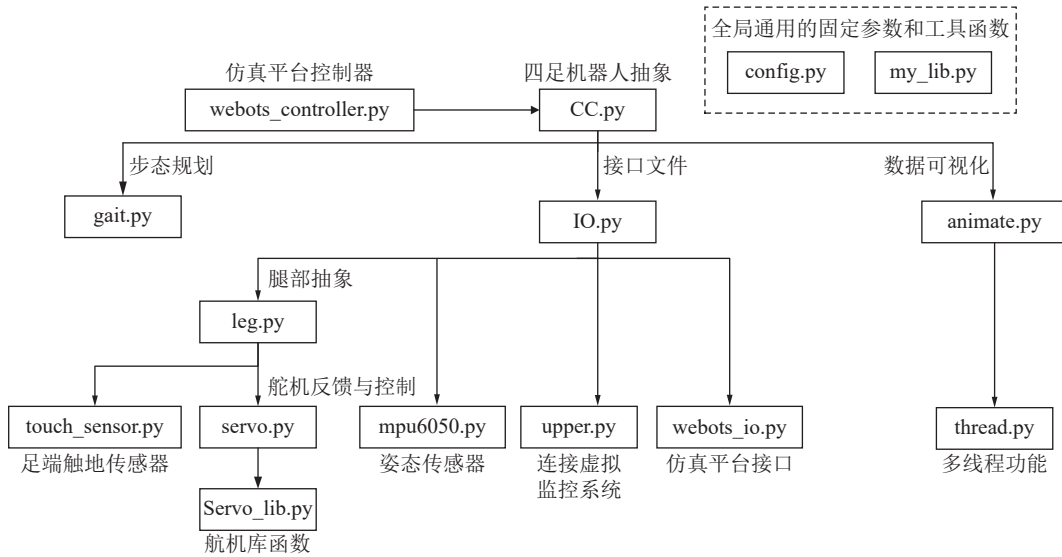 全局通用的固定参数和工具函数
config.py
my_lib.py
仿真平台控制器
四足机器人抽象
webots_controller.py
CC.py
步态规划
接口文件
数据可视化
gait.py
IO.py
animate.py
腿部抽象
leg.py
舵机反馈与控制
touch_sensor.py
servo.py
mpu6050.py
upper.py
webots_io.py
thread.py
足端触地传感器
姿态传感器
连接虚拟
监控系统
仿真平台接口
多线程功能
Servo_lib.py
航机库函数